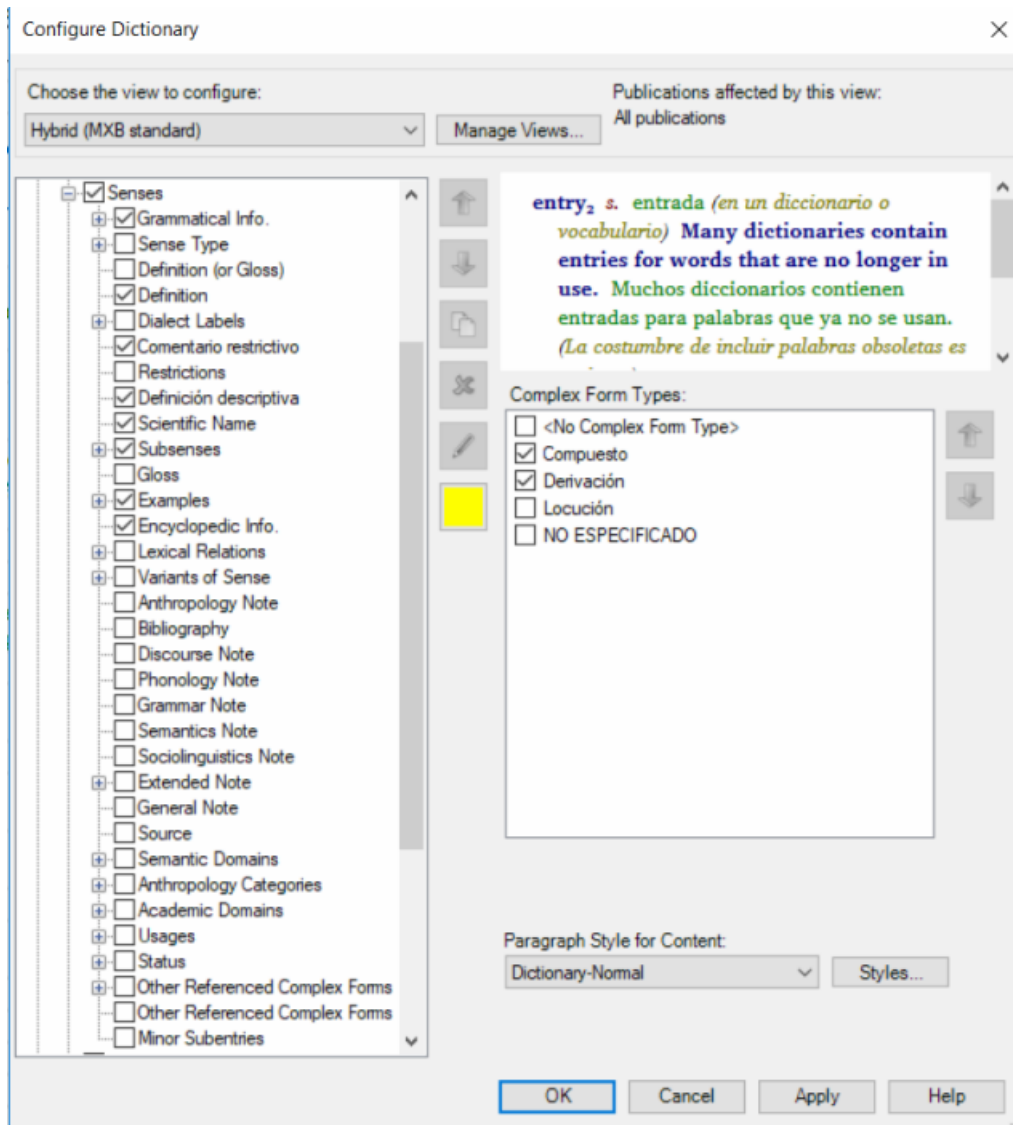 Configure Dictionary
Choose the view to configure:
Hybrid (MXB standard)
Manage Views...
Publications affected by this view:
All publications
Senses
Grammatical Info.
Sense Type
Definition (or Gloss)
Definition
Dialect Labels
Comentario restrictivo
Restrictions
Definición descriptiva
Scientific Name
Subsenses
Gloss
Examples
Encyclopedic Info.
Lexical Relations
Variants of Sense
Anthropology Note
Bibliography
Discourse Note
Phonology Note
Grammar Note
Semantics Note
Sociolinguistics Note
Extended Note
General Note
Source
Semantic Domains
Anthropology Categories
Academic Domains
Usages
Status
Other Referenced Complex Forms
Other Referenced Complex Forms
Minor Subentries
entry₂ s. entrada (en un diccionario o
vocabulario) Many dictionaries contain
entries for words that are no longer in
use. Muchos diccionarios contienen
entradas para palabras que ya no se usan.
(La costumbre de incluir palabras obsoletas es
Complex Form Types:
<No Complex Form Type>
Compuesto
Derivación
Locución
NO ESPECIFICADO
Paragraph Style for Content:
Dictionary-Normal
Styles...
OK
Cancel
Apply
Help